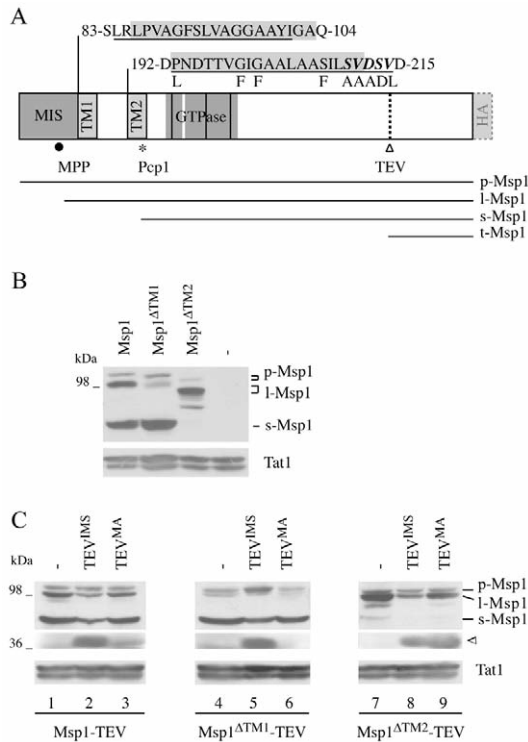 A
83-SLRLPVAGFSLVAGGAAYIGAQ-104
192-DPNDTTVGIGAALAASILSVDSVD-215
L F F F AAADL
MIS TM1 TM2 GTPase HA
MPP Pcp1 TEV
p-Msp1
l-Msp1
s-Msp1
t-Msp1
B
Msp1 Msp1ΔTM1 Msp1ΔTM2 -
kDa
98
p-Msp1
l-Msp1
s-Msp1
Tat1
C
- TEVIMS TEVMA - TEVIMS TEVMA - TEVIMS TEVMA
kDa
98
p-Msp1
l-Msp1
s-Msp1
36
Tat1
1 2 3 4 5 6 7 8 9
Msp1-TEV Msp1ΔTM1-TEV Msp1ΔTM2-TEV